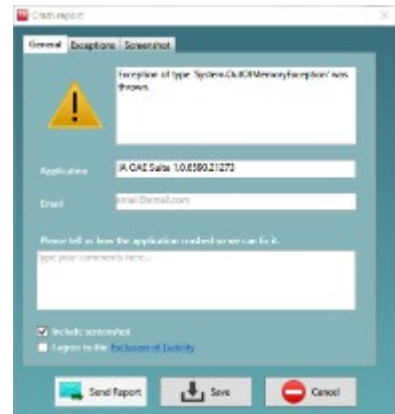 Crash report
General Exceptions Screenshot
Exception of type 'System.OutOfMemoryException' was
thrown.
Application
IA OAE Suite 1.0.6590.21273
Email
email@email.com
Please tell us how the application crashed so we can fix it.
Type your comments here...
Include screenshot
I agree to the Exclusion of Liability
Send Report Save Cancel